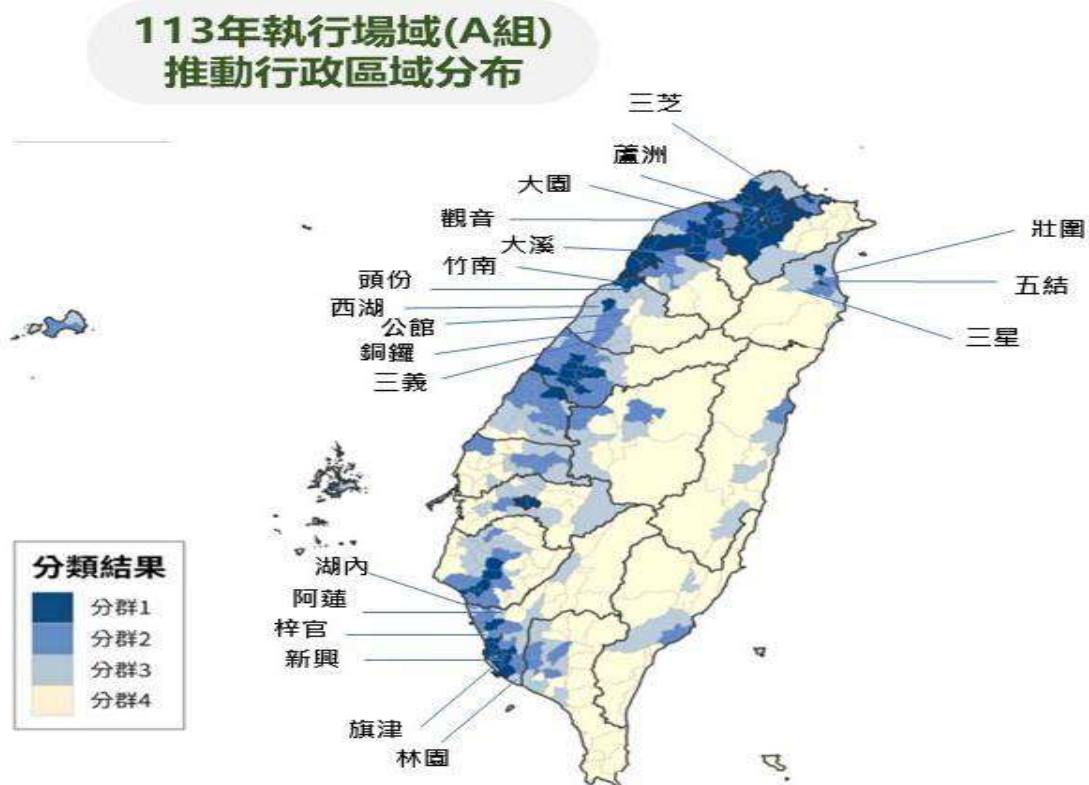 113年執行場域(A組)
推動行政區域分布
三芝
蘆洲
大園
觀音
大溪
竹南
頭份
西湖
公館
銅鑼
三義
壯圍
五結
三星
湖內
阿蓮
梓官
新興
旗津
林園
分類結果
分群1
分群2
分群3
分群4